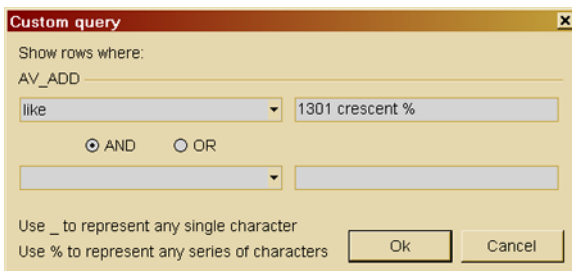 Custom query
Show rows where:
AV_ADD
like 1301 crescent %
AND OR
Use _ to represent any single character
Use % to represent any series of characters
Ok Cancel